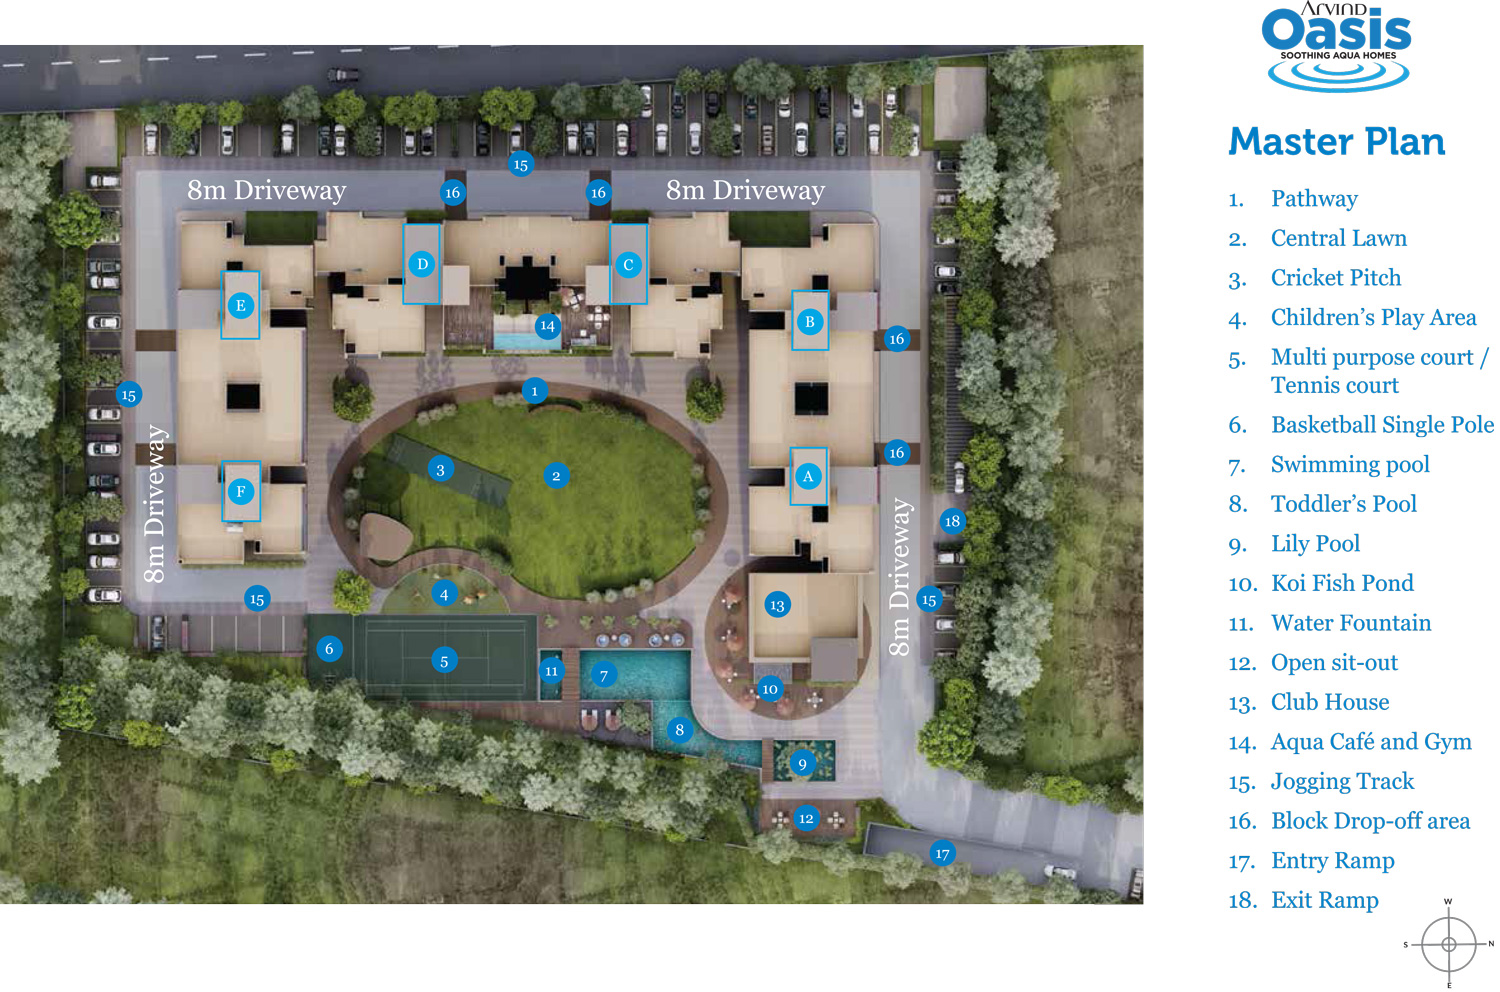 ARVIND
Oasis
SOOTHING AQUA HOMES
Master Plan
1. Pathway
2. Central Lawn
3. Cricket Pitch
4. Children's Play Area
5. Multi purpose court /
Tennis court
6. Basketball Single Pole
7. Swimming pool
8. Toddler's Pool
9. Lily Pool
10. Koi Fish Pond
11. Water Fountain
12. Open sit-out
13. Club House
14. Aqua Café and Gym
15. Jogging Track
16. Block Drop-off area
17. Entry Ramp
18. Exit Ramp
W
S N
E
15
8m Driveway 16 16 8m Driveway
D C
E B
14
16
15 1
16
3 2 A
F
8m Driveway
18
8m Driveway
15 4 13 15
6 5 11 7
10
8
9
12
17